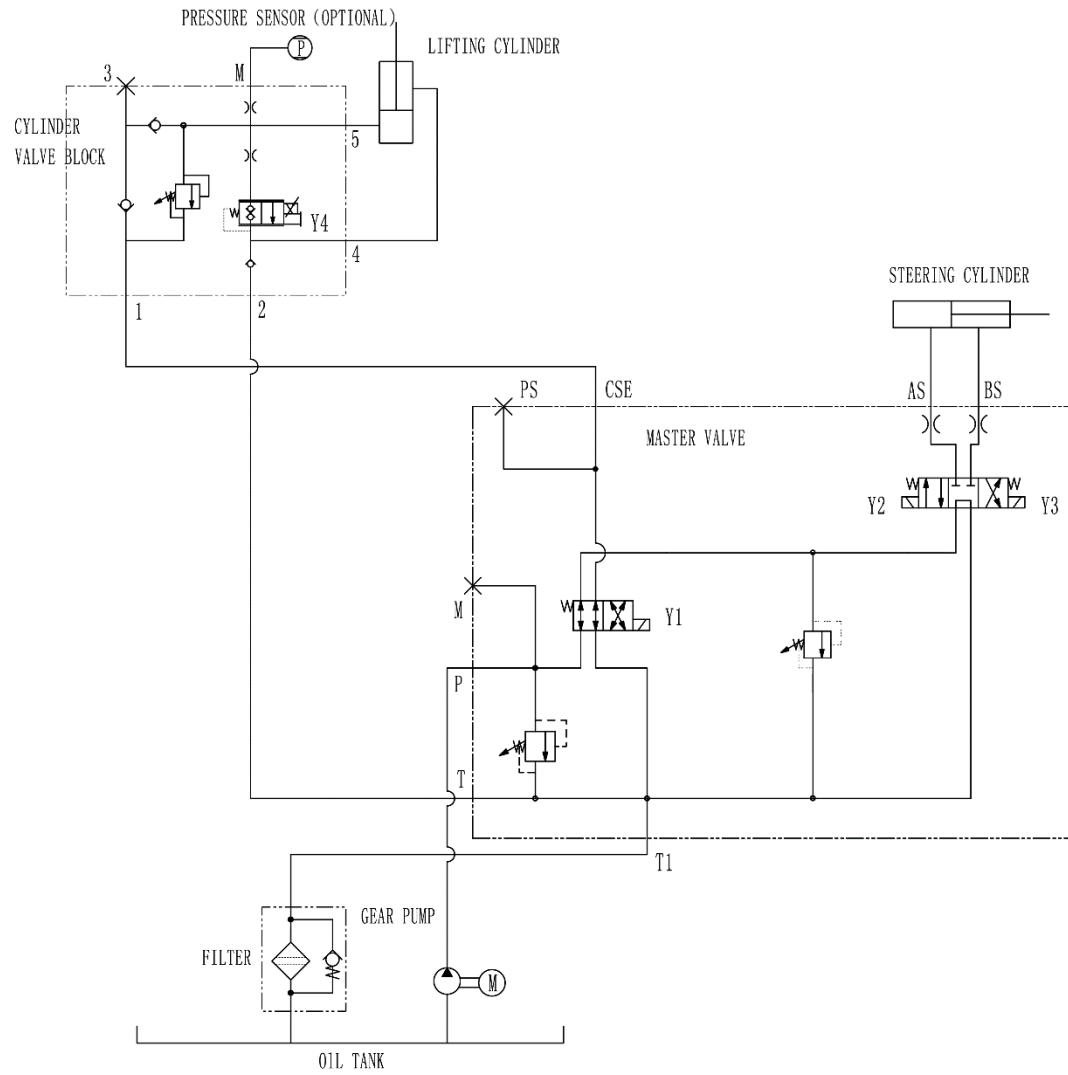 PRESSURE SENSOR (OPTIONAL)
P
LIFTING CYLINDER
3
M
CYLINDER
VALVE BLOCK
5
Y4
4
1
2
STEERING CYLINDER
PS
CSE
AS
BS
MASTER VALVE
Y2
Y3
M
Y1
P
T
T1
GEAR PUMP
FILTER
M
OIL TANK